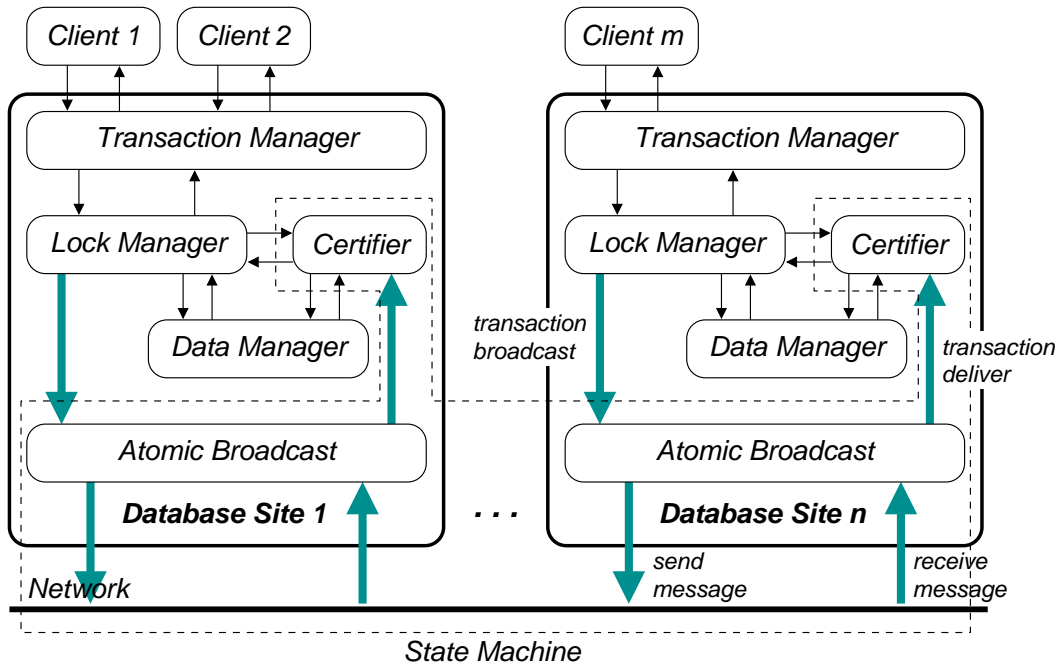 Client 1
Client 2
Client m
Transaction Manager
Transaction Manager
Lock Manager
Certifier
Lock Manager
Certifier
transaction
broadcast
Data Manager
Data Manager
transaction
deliver
Atomic Broadcast
Atomic Broadcast
Database Site 1
. . .
Database Site n
Network
send
message
receive
message
State Machine